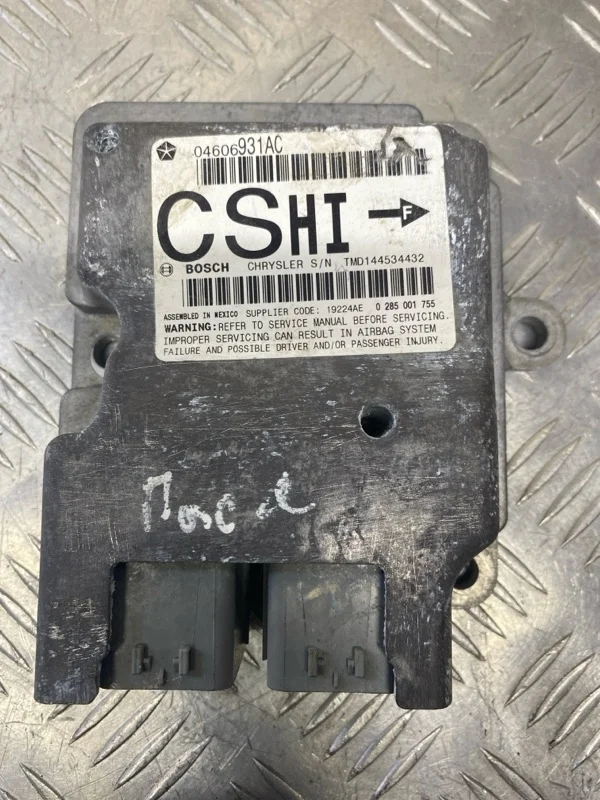 04606931AC
CSHI F
BOSCH CHRYSLER S/N TMD144534432
ASSEMBLED IN MEXICO SUPPLIER CODE: 19224AE 0 285 001 755
WARNING: REFER TO SERVICE MANUAL BEFORE SERVICING.
IMPROPER SERVICING CAN RESULT IN AIRBAG SYSTEM
FAILURE AND POSSIBLE DRIVER AND/OR PASSENGER INJURY.